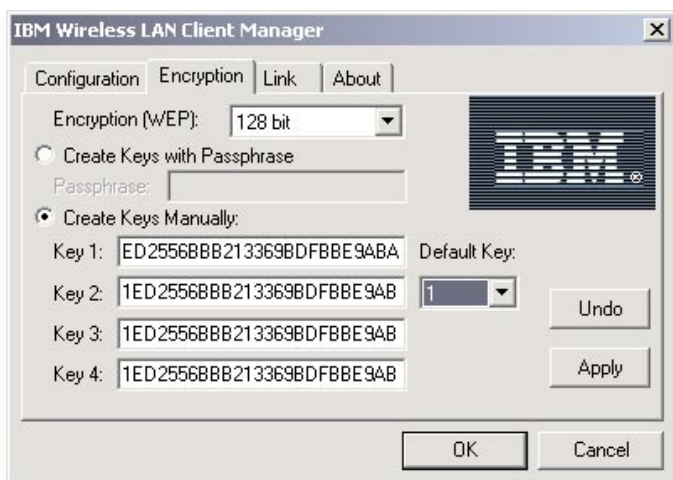 IBM Wireless LAN Client Manager
Configuration Encryption Link About
Encryption (WEP): 128 bit
IBM®
Create Keys with Passphrase
Passphrase:
Create Keys Manually:
Key 1: ED2556BBB213369BDFBBE9ABA Default Key:
Key 2: 1ED2556BBB213369BDFBBE9AB 1
Undo
Key 3: 1ED2556BBB213369BDFBBE9AB
Key 4: 1ED2556BBB213369BDFBBE9AB Apply
OK Cancel